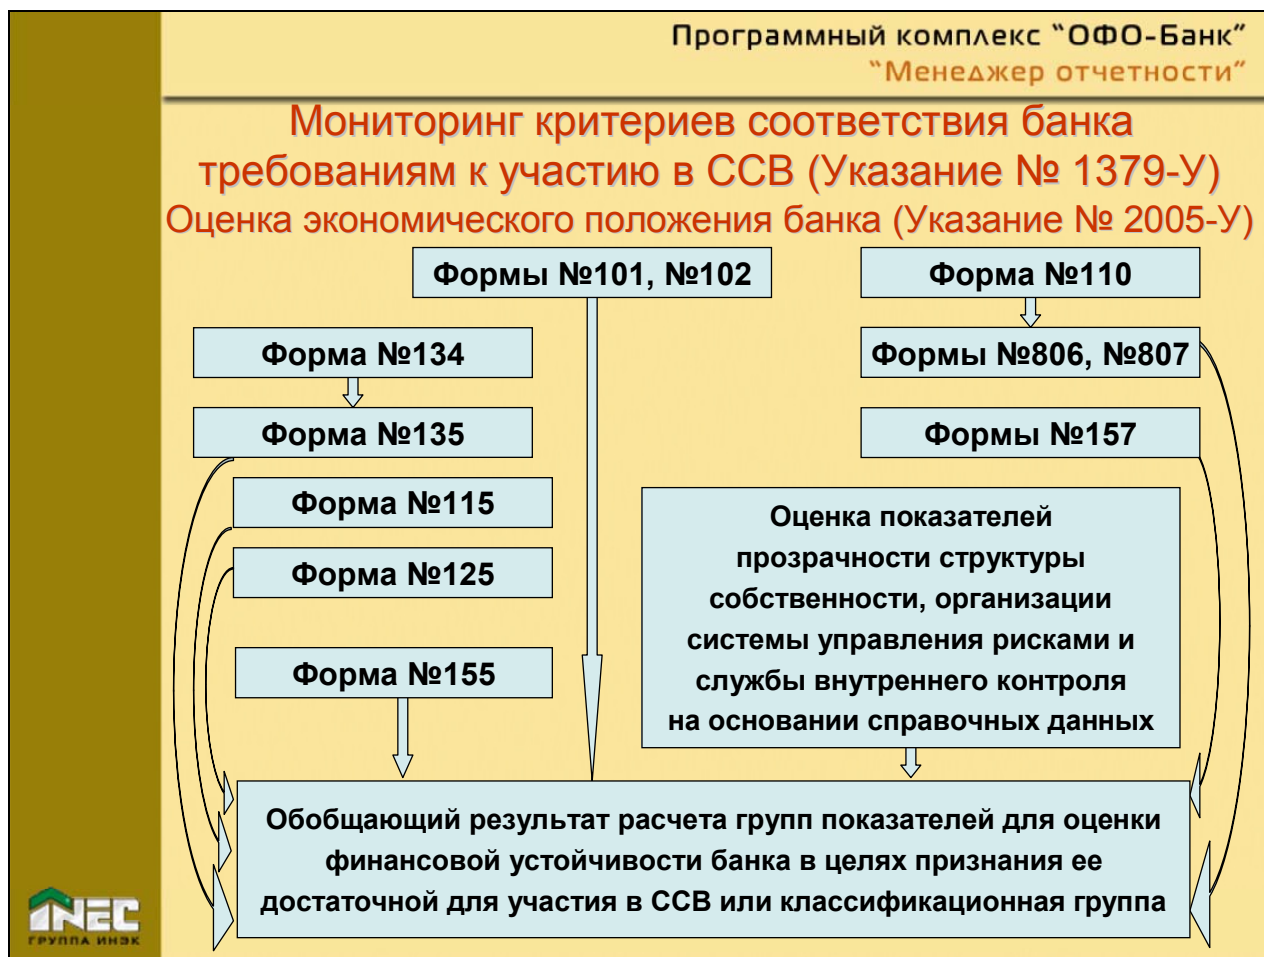 Программный комплекс “ОФО-Банк”
“Менеджер отчетности”
Мониторинг критериев соответствия банка
требованиям к участию в ССВ (Указание № 1379-У)
Оценка экономического положения банка (Указание № 2005-У)
Формы №101, №102
Форма №110
Форма №134
Формы №806, №807
Форма №135
Формы №157
Форма №115
Форма №125
Форма №155
Оценка показателей
прозрачности структуры
собственности, организации
системы управления рисками и
службы внутреннего контроля
на основании справочных данных
Обобщающий результат расчета групп показателей для оценки
финансовой устойчивости банка в целях признания ее
достаточной для участия в ССВ или классификационная группа
INEC
ГРУППА ИНЭК